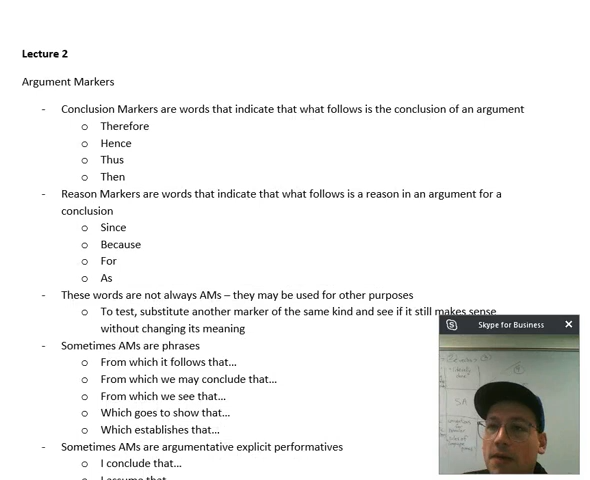 Lecture 2
Argument Markers
- Conclusion Markers are words that indicate that what follows is the conclusion of an argument
o Therefore
o Hence
o Thus
o Then
- Reason Markers are words that indicate that what follows is a reason in an argument for a
conclusion
o Since
o Because
o For
o As
- These words are not always AMs – they may be used for other purposes
o To test, substitute another marker of the same kind and see if it still makes sense
without changing its meaning
- Sometimes AMs are phrases
o From which it follows that...
o From which we may conclude that...
o From which we see that...
o Which goes to show that...
o Which establishes that...
- Sometimes AMs are argumentative explicit performatives
o I conclude that...
I assume that
Skype for Business